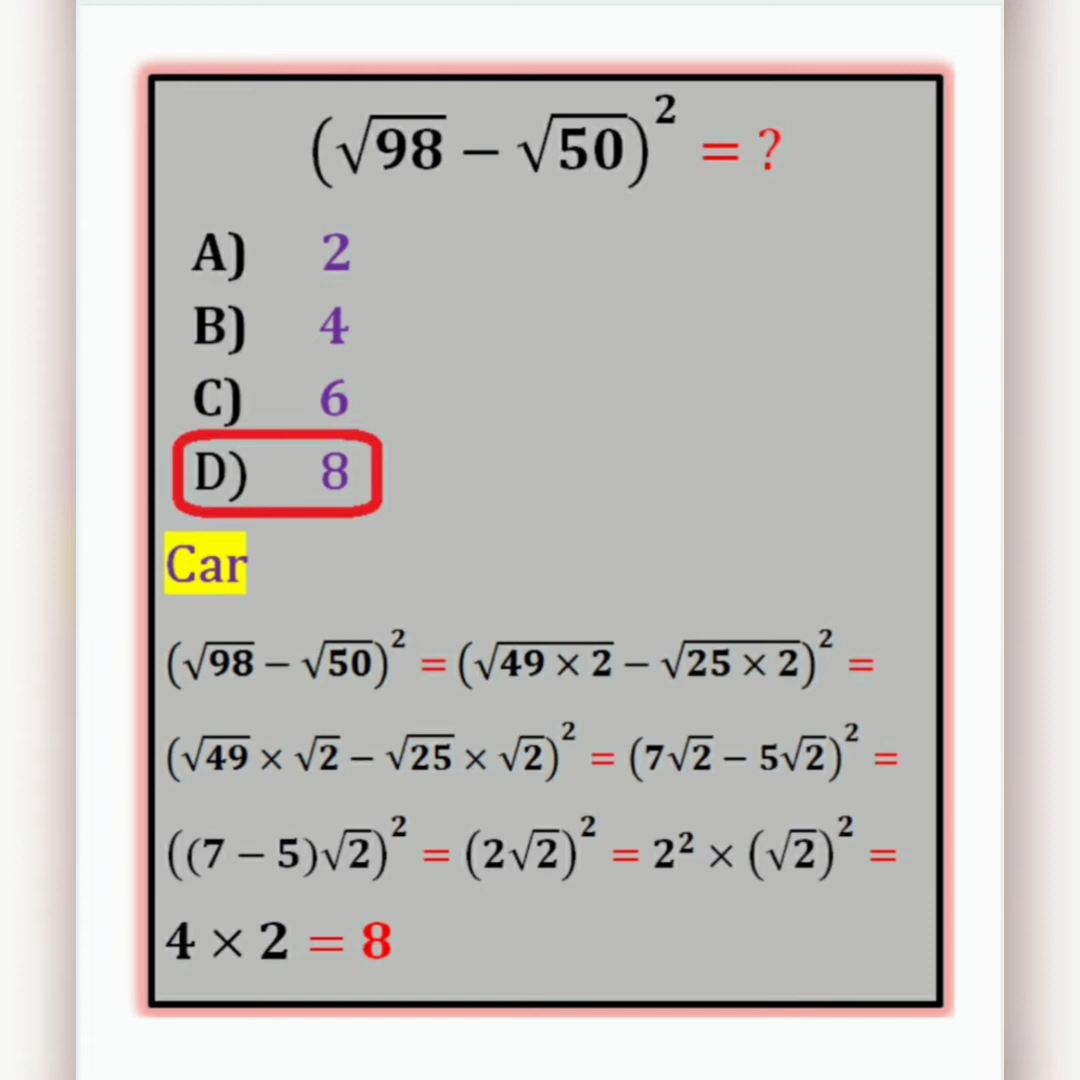 (√98 − √50)² = ?
A) 2
B) 4
C) 6
D) 8
Car
(√98 − √50)² = (√49 × 2 − √25 × 2)² =
(√49 × √2 − √25 × √2)² = (7√2 − 5√2)² =
((7 − 5)√2)² = (2√2)² = 2² × (√2)² =
4 × 2 = 8